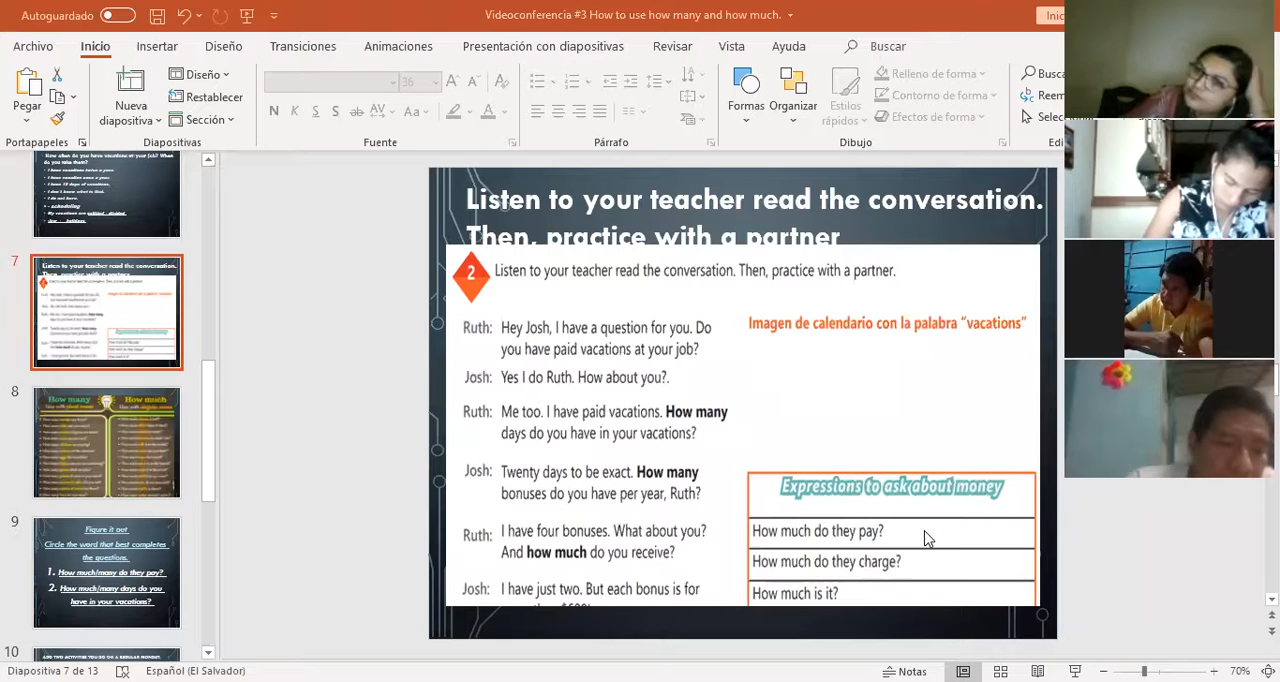 Autoguardado
Videoconferencia #3 How to use how many and how much.
Archivo Inicio Insertar Diseño Transiciones Animaciones Presentación con diapositivas Revisar Vista Ayuda Buscar
Pegar
Nueva
diapositiva
Diseño
Restablecer
Sección
36
Formas Organizar Estilos
rápidos
Relleno de forma
Contorno de forma
Efectos de forma
Portapapeles Diapositivas Fuente Párrafo Dibujo
7
8
How many How much
9
Figure it out
Circle the word that best completes
the questions.
1. How much/many do they pay?
2. How much/many days do you
have in your vacations?
10
Listen to your teacher read the conversation.
Then, practice with a partner
2 Listen to your teacher read the conversation. Then, practice with a partner.
Imagen de calendario con la palabra “vacations”
Ruth: Hey Josh, I have a question for you. Do
you have paid vacations at your job?
Josh: Yes I do Ruth. How about you?.
Ruth: Me too. I have paid vacations. How many
days do you have in your vacations?
Josh: Twenty days to be exact. How many
bonuses do you have per year, Ruth?
Ruth: I have four bonuses. What about you?
And how much do you receive?
Josh: I have just two. But each bonus is for
Expressions to ask about money
How much do they pay?
How much do they charge?
How much is it?
Diapositiva 7 de 13 Español (El Salvador) Notas 70%